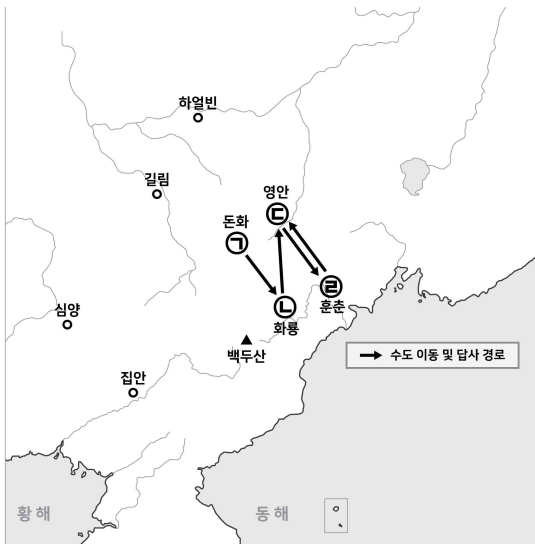 하얼빈
길림
영안
ㄷ
돈화
ㄱ
심양
ㄴ
화룡
ㄹ
훈춘
백두산
수도 이동 및 답사 경로
집안
황해
동해